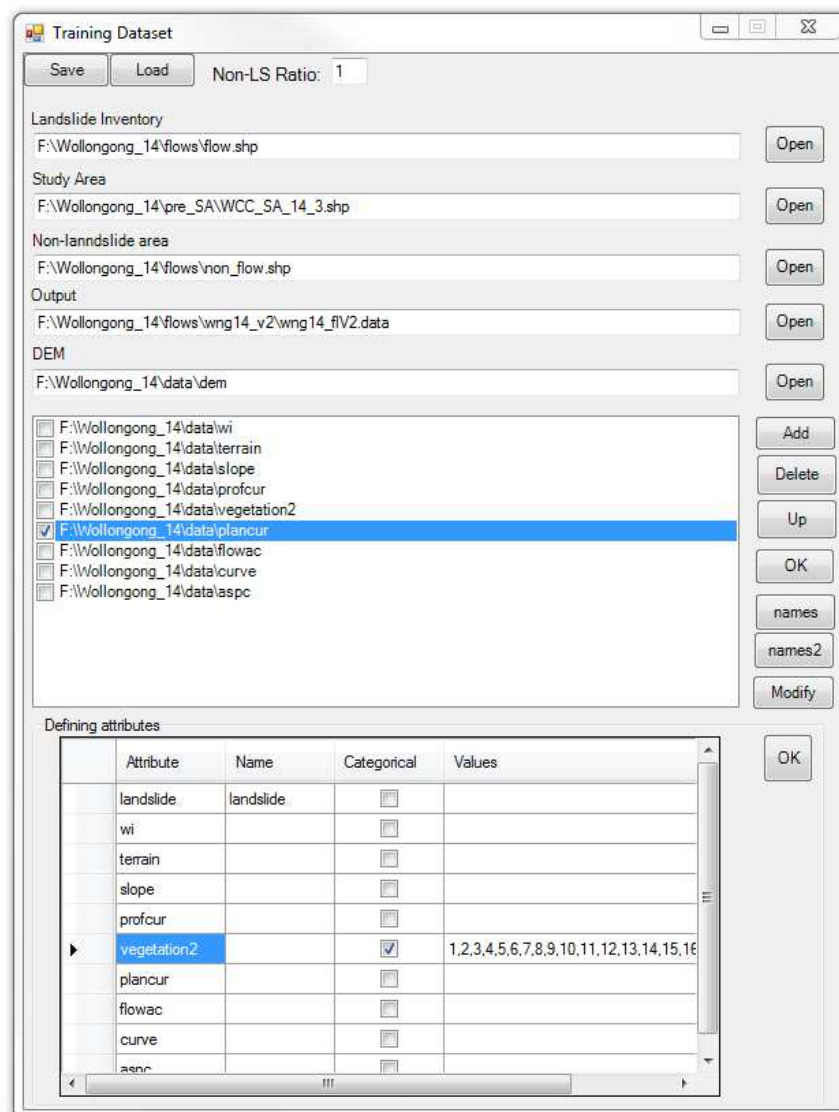 Training Dataset
Save Load Non-LS Ratio: 1
Landslide Inventory
F:\Wollongong_14\flows\flow.shp Open
Study Area
F:\Wollongong_14\pre_SA\WCC_SA_14_3.shp Open
Non-lanndslide area
F:\Wollongong_14\flows\non_flow.shp Open
Output
F:\Wollongong_14\flows\wng14_v2\wng14_flV2.data Open
DEM
F:\Wollongong_14\data\dem Open
F:\Wollongong_14\data\wi Add
F:\Wollongong_14\data\terrain
F:\Wollongong_14\data\slope Delete
F:\Wollongong_14\data\profcur
F:\Wollongong_14\data\vegetation2 Up
F:\Wollongong_14\data\plancur
F:\Wollongong_14\data\flowac OK
F:\Wollongong_14\data\curve
F:\Wollongong_14\data\aspc
names
names2
Modify
Defining attributes
Attribute Name Categorical Values OK
landslide landslide
wi
terrain
slope
profcur
vegetation2 1,2,3,4,5,6,7,8,9,10,11,12,13,14,15,16
plancur
flowac
curve
aspc